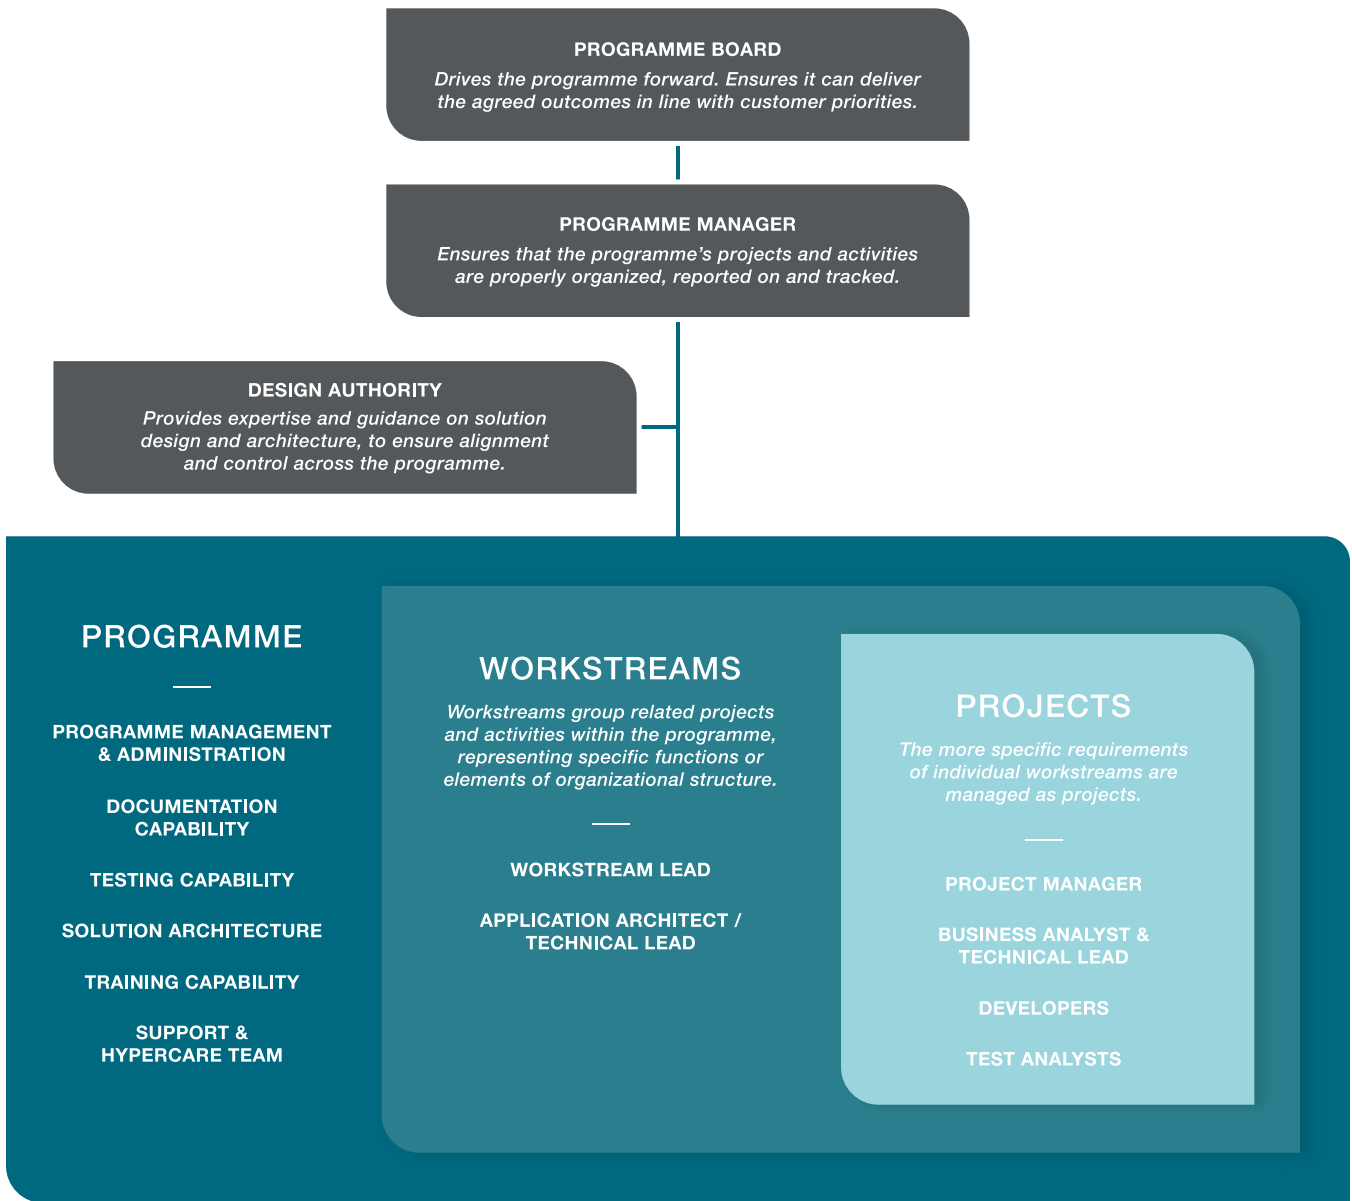 PROGRAMME BOARD
Drives the programme forward. Ensures it can deliver
the agreed outcomes in line with customer priorities.
PROGRAMME MANAGER
Ensures that the programme’s projects and activities
are properly organized, reported on and tracked.
DESIGN AUTHORITY
Provides expertise and guidance on solution
design and architecture, to ensure alignment
and control across the programme.
PROGRAMME
PROGRAMME MANAGEMENT
& ADMINISTRATION
DOCUMENTATION
CAPABILITY
TESTING CAPABILITY
SOLUTION ARCHITECTURE
TRAINING CAPABILITY
SUPPORT &
HYPERCARE TEAM
WORKSTREAMS
Workstreams group related projects
and activities within the programme,
representing specific functions or
elements of organizational structure.
WORKSTREAM LEAD
APPLICATION ARCHITECT /
TECHNICAL LEAD
PROJECTS
The more specific requirements
of individual workstreams are
managed as projects.
PROJECT MANAGER
BUSINESS ANALYST &
TECHNICAL LEAD
DEVELOPERS
TEST ANALYSTS